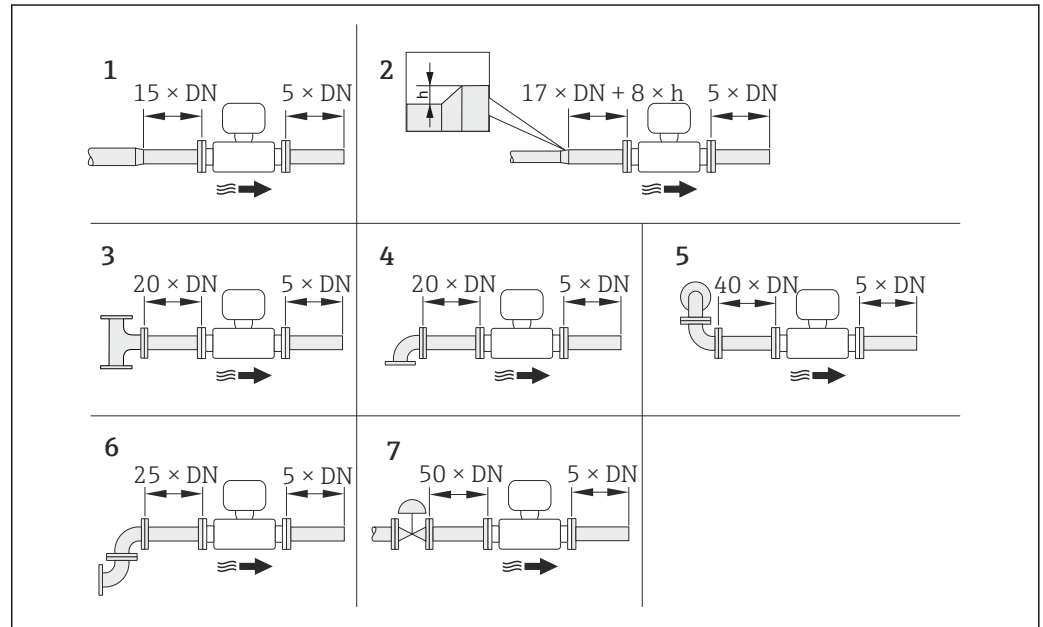 1
15 × DN 5 × DN
2
h
17 × DN + 8 × h 5 × DN
3
20 × DN 5 × DN
4
20 × DN 5 × DN
5
40 × DN 5 × DN
6
25 × DN 5 × DN
7
50 × DN 5 × DN